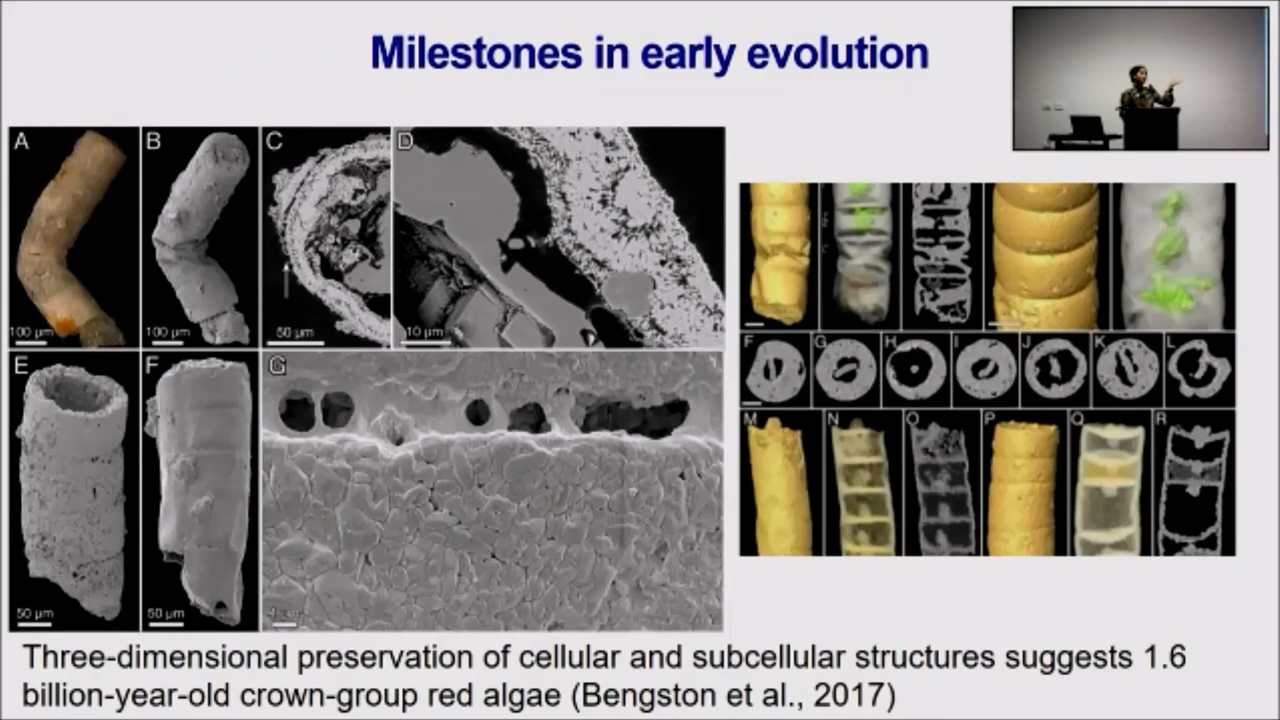 Milestones in early evolution
A
B
C
D
100 µm
100 µm
50 µm
10 µm
E
F
G
50 µm
50 µm
F
G
H
I
J
K
L
M
N
O
P
Q
R
Three-dimensional preservation of cellular and subcellular structures suggests 1.6
billion-year-old crown-group red algae (Bengston et al., 2017)